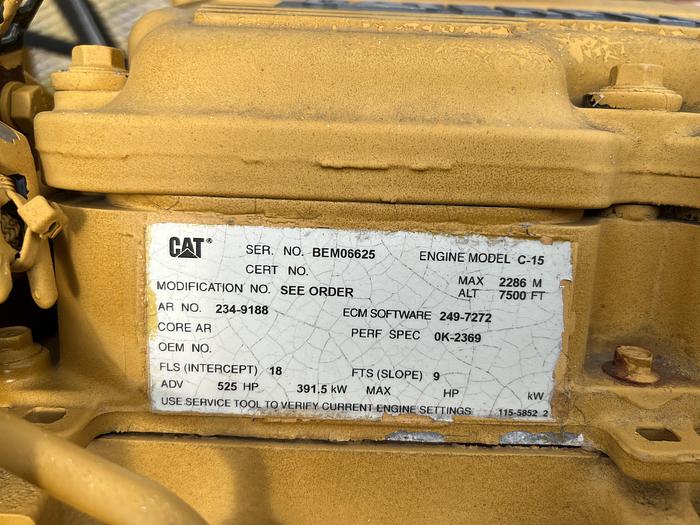 CAT®
SER. NO. BEM06625 ENGINE MODEL C-15
CERT NO. MAX 2286 M
MODIFICATION NO. SEE ORDER ALT 7500 FT
AR NO. 234-9188 ECM SOFTWARE 249-7272
CORE AR PERF SPEC 0K-2369
OEM NO.
FLS (INTERCEPT) 18 FTS (SLOPE) 9
ADV 525 HP 391.5 kW MAX HP kW
USE SERVICE TOOL TO VERIFY CURRENT ENGINE SETTINGS 115-5852 2